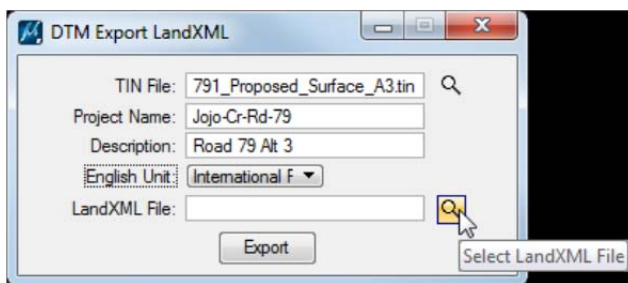 DTM Export LandXML
TIN File: 791_Proposed_Surface_A3.tin
Project Name: Jojo-Cr-Rd-79
Description: Road 79 Alt 3
English Unit: International F
LandXML File:
Export
Select LandXML File